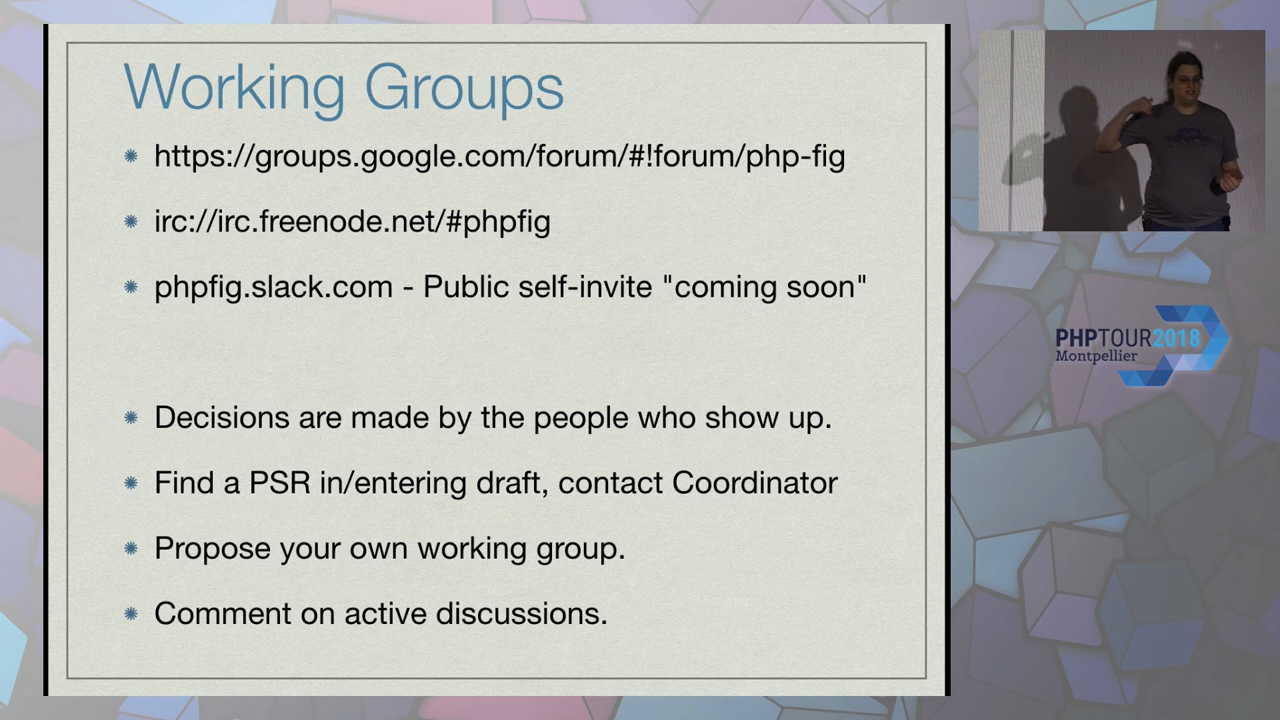 Working Groups
https://groups.google.com/forum/#!forum/php-fig
irc://irc.freenode.net/#phpfig
phpfig.slack.com - Public self-invite "coming soon"
Decisions are made by the people who show up.
Find a PSR in/entering draft, contact Coordinator
Propose your own working group.
Comment on active discussions.
PHPTOUR2018
Montpellier